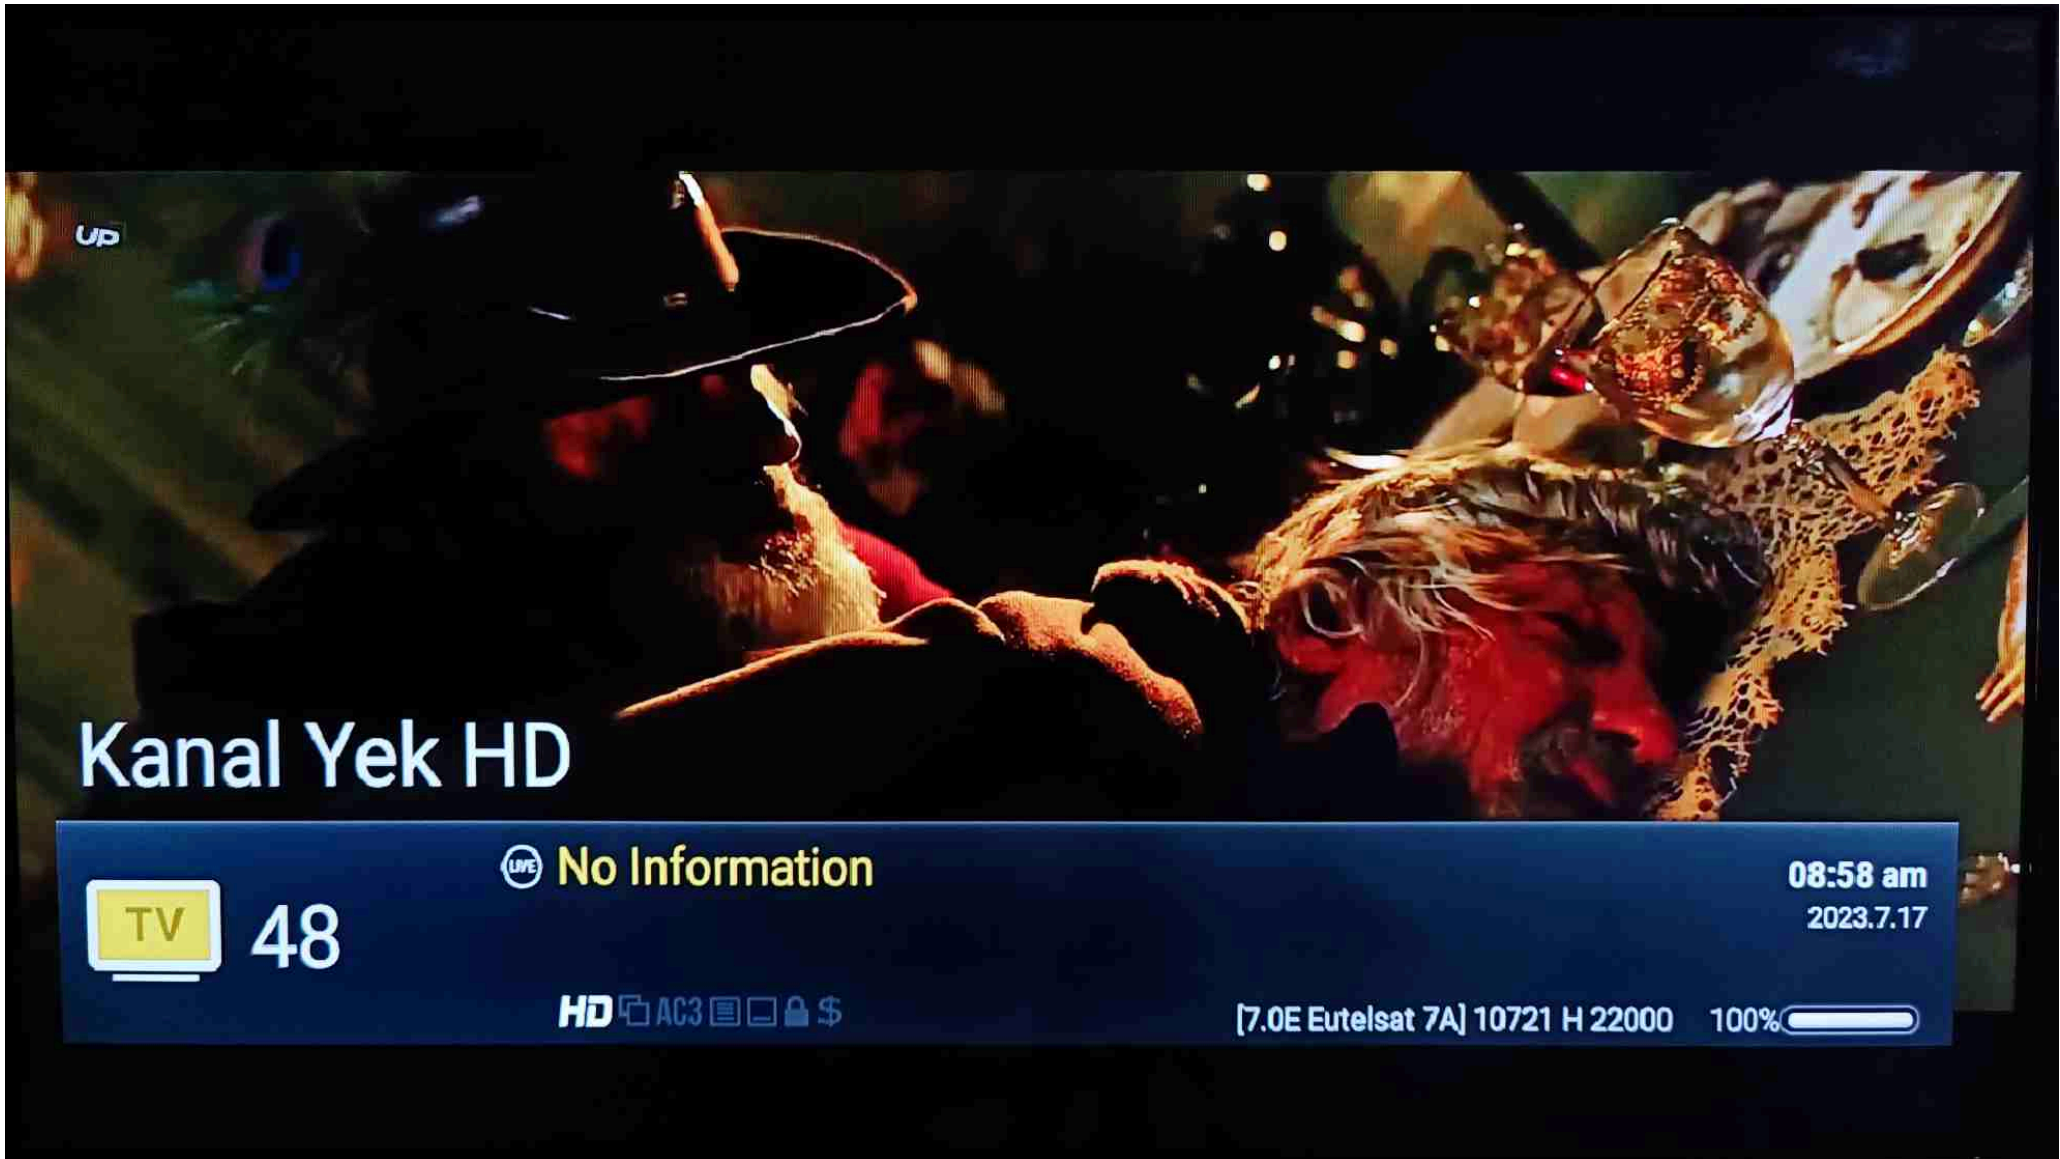 UP
Kanal Yek HD
LIVE No Information
08:58 am
2023.7.17
TV 48
HD AC3 $
[7.0E Eutelsat 7A] 10721 H 22000 100%